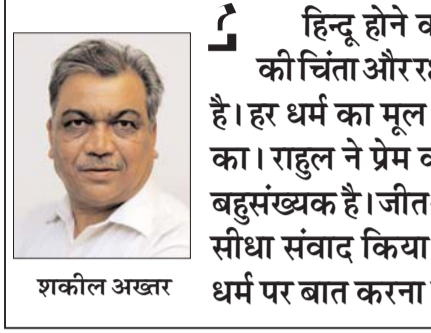 हिन्दू होने
की चिंता और
है। हर धर्म का मूल
का। राहुल ने प्रेम
बहुसंख्यक है। जीत
सीधा संवाद किया
धर्म पर बात करना
शकील अख्तर